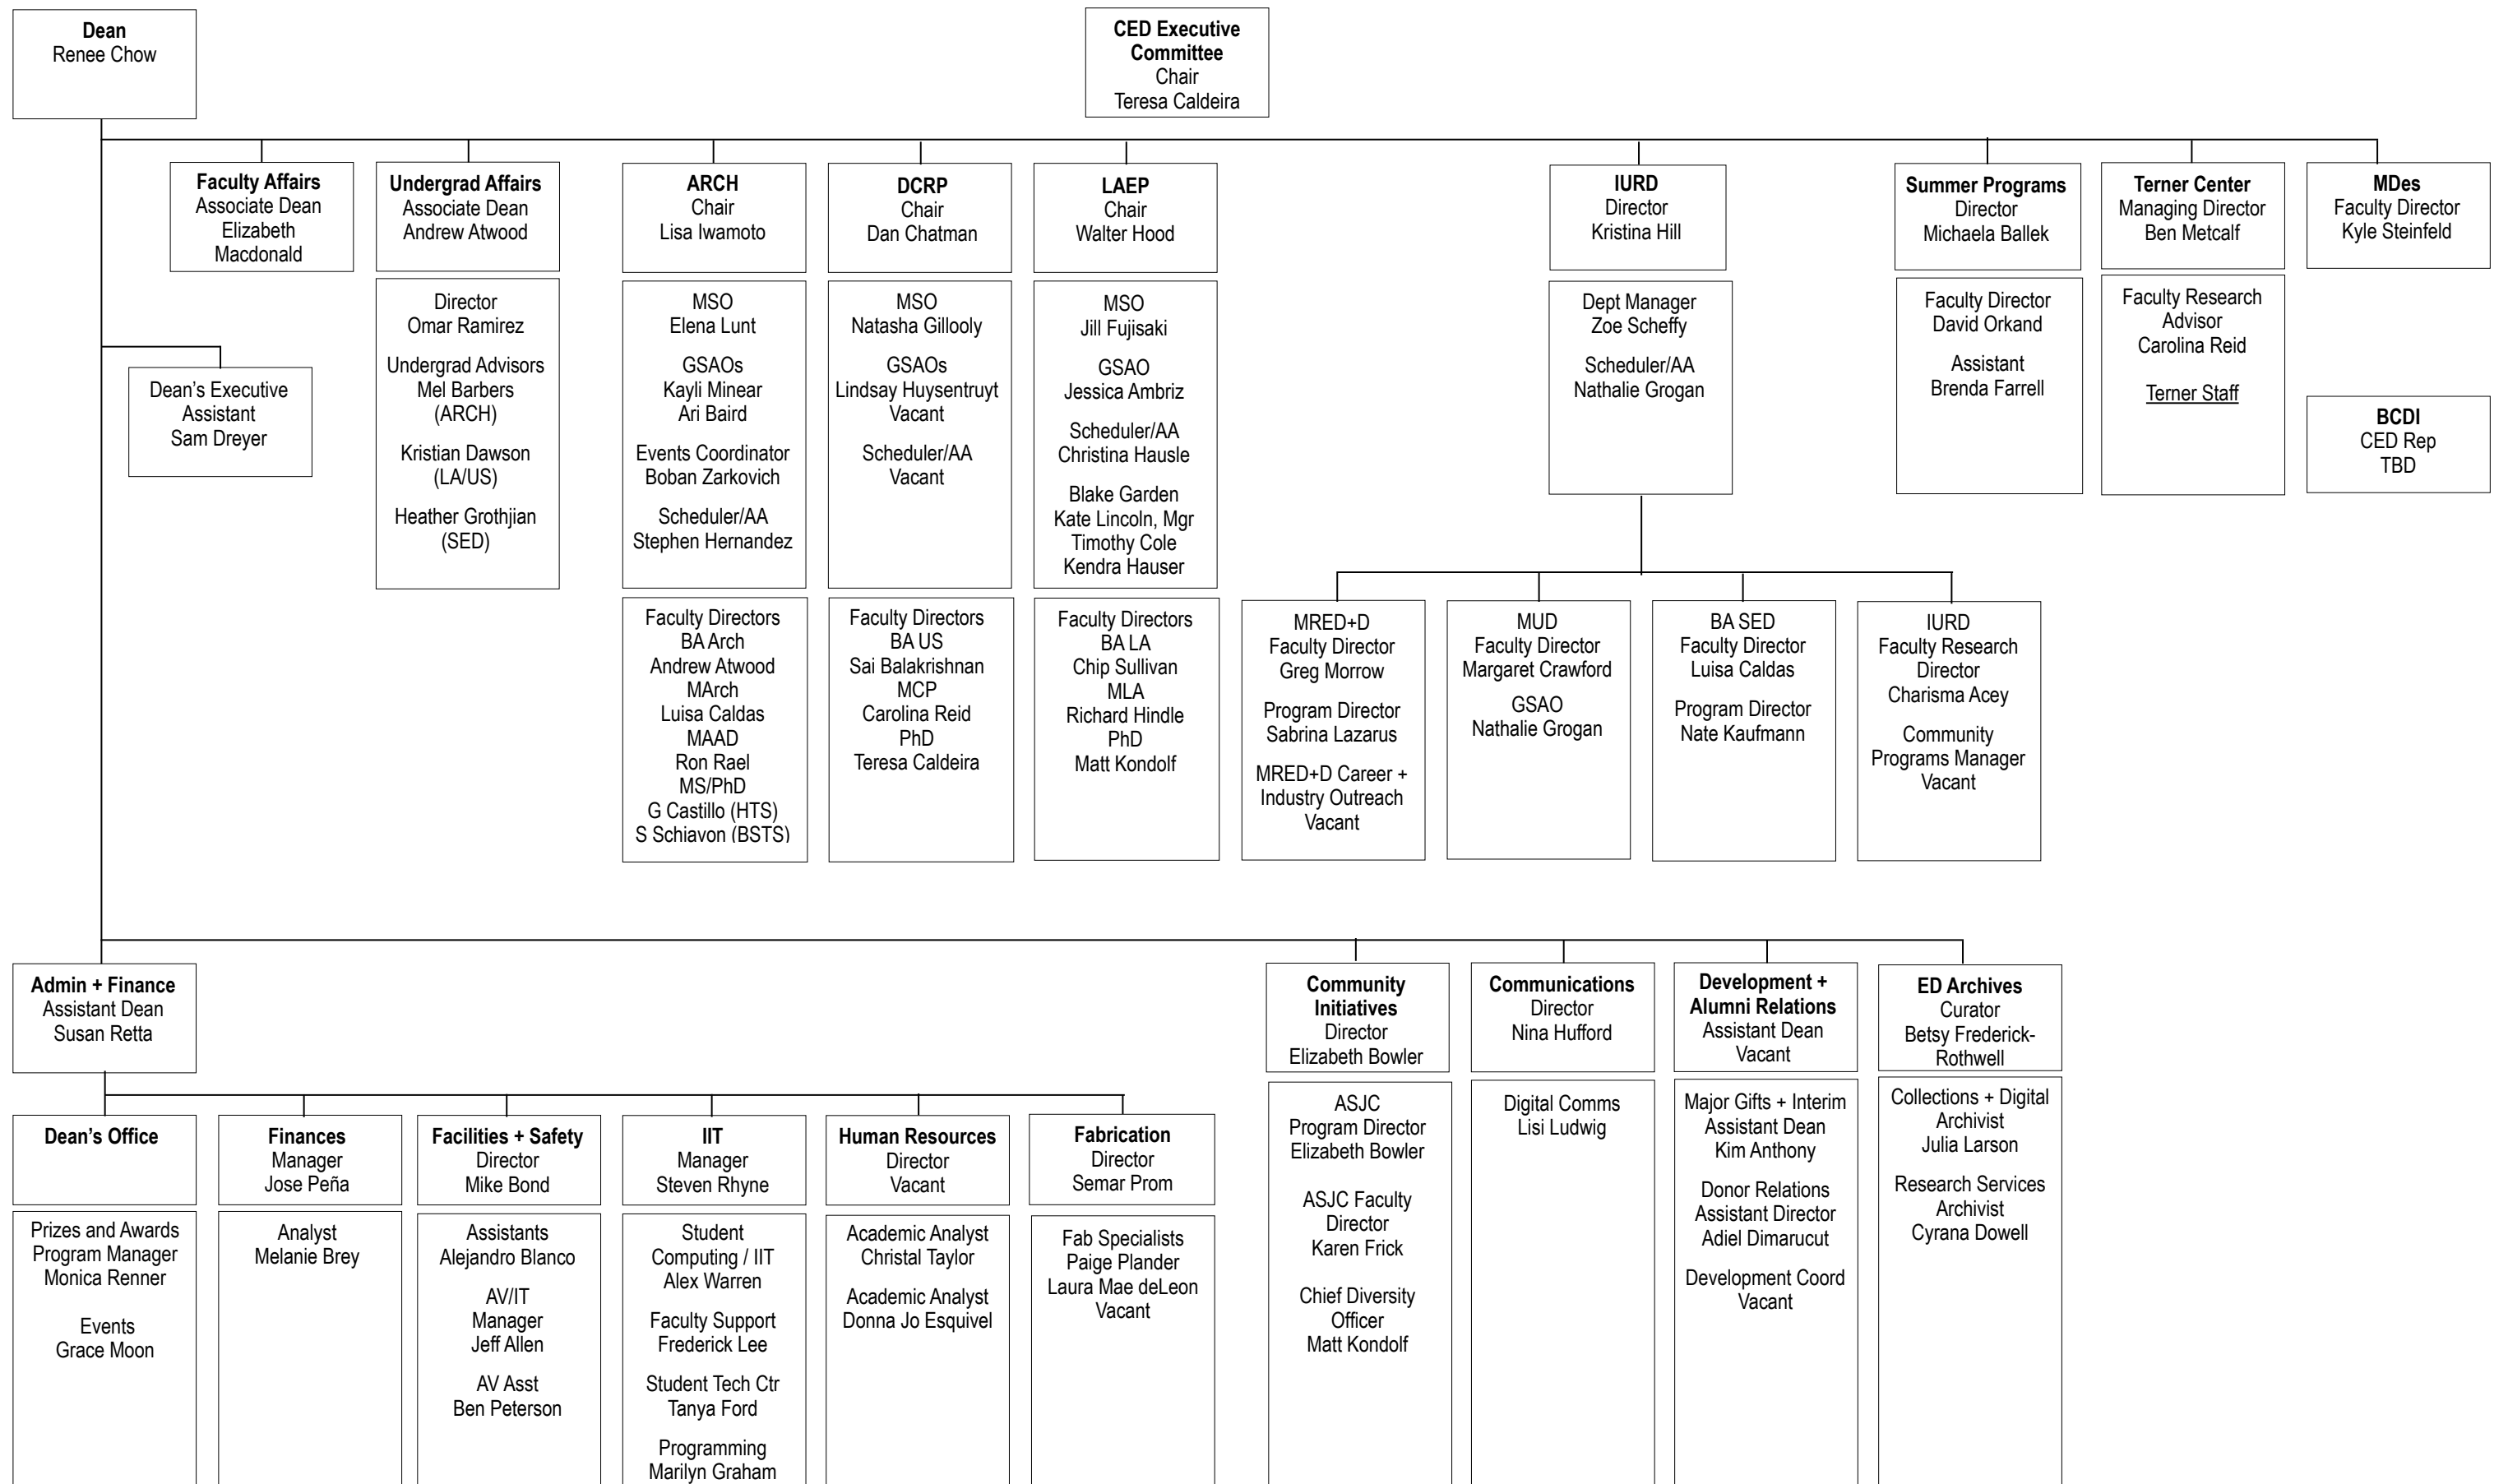 Dean
Renee Chow
CED Executive
Committee
Chair
Teresa Caldeira
Faculty Affairs
Associate Dean
Elizabeth
Macdonald
Undergrad Affairs
Associate Dean
Andrew Atwood
Director
Omar Ramirez
Undergrad Advisors
Mel Barbers
(ARCH)
Kristian Dawson
(LA/US)
Heather Grothjian
(SED)
ARCH
Chair
Lisa Iwamoto
MSO
Elena Lunt
GSAOs
Kayli Minear
Ari Baird
Events Coordinator
Boban Zarkovich
Scheduler/AA
Stephen Hernandez
Faculty Directors
BA Arch
Andrew Atwood
MArch
Luisa Caldas
MAAD
Ron Rael
MS/PhD
G Castillo (HTS)
S Schiavon (BSTS)
DCRP
Chair
Dan Chatman
MSO
Natasha Gillooly
GSAOs
Lindsay Huysentruyt
Vacant
Scheduler/AA
Vacant
Faculty Directors
BA US
Sai Balakrishnan
MCP
Carolina Reid
PhD
Teresa Caldeira
LAEP
Chair
Walter Hood
MSO
Jill Fujisaki
GSAO
Jessica Ambriz
Scheduler/AA
Christina Hausle
Blake Garden
Kate Lincoln, Mgr
Timothy Cole
Kendra Hauser
Faculty Directors
BA LA
Chip Sullivan
MLA
Richard Hindle
PhD
Matt Kondolf
IURD
Director
Kristina Hill
Dept Manager
Zoe Scheffy
Scheduler/AA
Nathalie Grogan
MRED+D
Faculty Director
Greg Morrow
Program Director
Sabrina Lazarus
MRED+D Career +
Industry Outreach
Vacant
MUD
Faculty Director
Margaret Crawford
GSAO
Nathalie Grogan
BA SED
Faculty Director
Luisa Caldas
Program Director
Nate Kaufmann
IURD
Faculty Research
Director
Charisma Acey
Community
Programs Manager
Vacant
Summer Programs
Director
Michaela Ballek
Faculty Director
David Orkand
Assistant
Brenda Farrell
Terner Center
Managing Director
Ben Metcalf
Faculty Research
Advisor
Carolina Reid
Terner Staff
MDes
Faculty Director
Kyle Steinfeld
BCDI
CED Rep
TBD
Dean’s Executive
Assistant
Sam Dreyer
Admin + Finance
Assistant Dean
Susan Retta
Dean’s Office
Prizes and Awards
Program Manager
Monica Renner
Events
Grace Moon
Finances
Manager
Jose Peña
Analyst
Melanie Brey
Facilities + Safety
Director
Mike Bond
Assistants
Alejandro Blanco
AV/IT
Manager
Jeff Allen
AV Asst
Ben Peterson
IIT
Manager
Steven Rhyne
Student
Computing / IIT
Alex Warren
Faculty Support
Frederick Lee
Student Tech Ctr
Tanya Ford
Programming
Marilyn Graham
Human Resources
Director
Vacant
Academic Analyst
Christal Taylor
Academic Analyst
Donna Jo Esquivel
Fabrication
Director
Semar Prom
Fab Specialists
Paige Plander
Laura Mae deLeon
Vacant
Community
Initiatives
Director
Elizabeth Bowler
ASJC
Program Director
Elizabeth Bowler
ASJC Faculty
Director
Karen Frick
Chief Diversity
Officer
Matt Kondolf
Communications
Director
Nina Hufford
Digital Comms
Lisi Ludwig
Development +
Alumni Relations
Assistant Dean
Vacant
Major Gifts + Interim
Assistant Dean
Kim Anthony
Donor Relations
Assistant Director
Adiel Dimarucut
Development Coord
Vacant
ED Archives
Curator
Betsy Frederick-
Rothwell
Collections + Digital
Archivist
Julia Larson
Research Services
Archivist
Cyrana Dowell